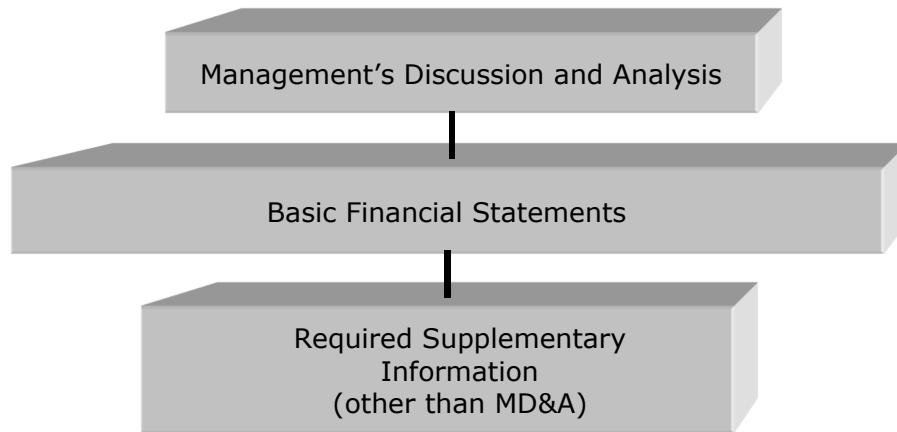 Management’s Discussion and Analysis
Basic Financial Statements
Required Supplementary
Information
(other than MD&A)